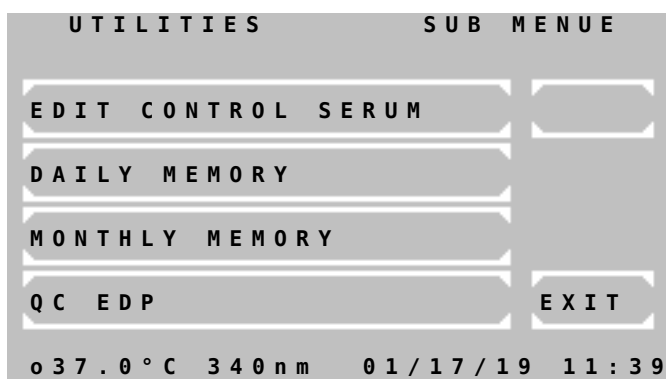 UTILITIES SUB MENUE
EDIT CONTROL SERUM
DAILY MEMORY
MONTHLY MEMORY
QC EDP EXIT
o37.0°C 340nm 01/17/19 11:39